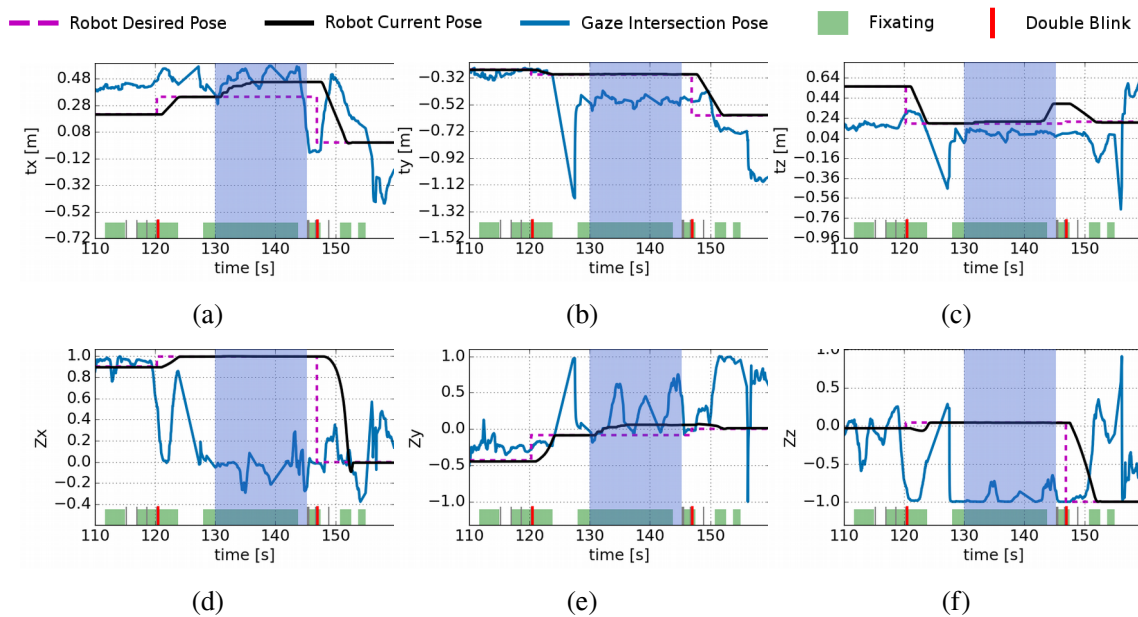 Robot Desired Pose Robot Current Pose Gaze Intersection Pose Fixating Double Blink
tx [m]
0.48
0.28
0.08
−0.12
−0.32
−0.52
−0.72
110 120 130 140 150
time [s]
(a)
ty [m]
−0.32
−0.52
−0.72
−0.92
−1.12
−1.32
−1.52
110 120 130 140 150
time [s]
(b)
tz [m]
0.64
0.44
0.24
0.04
−0.16
−0.36
−0.56
−0.76
−0.96
110 120 130 140 150
time [s]
(c)
Zx
1.0
0.8
0.6
0.4
0.2
0.0
−0.2
−0.4
110 120 130 140 150
time [s]
(d)
Zy
1.0
0.5
0.0
−0.5
−1.0
110 120 130 140 150
time [s]
(e)
Zz
1.0
0.5
0.0
−0.5
−1.0
110 120 130 140 150
time [s]
(f)